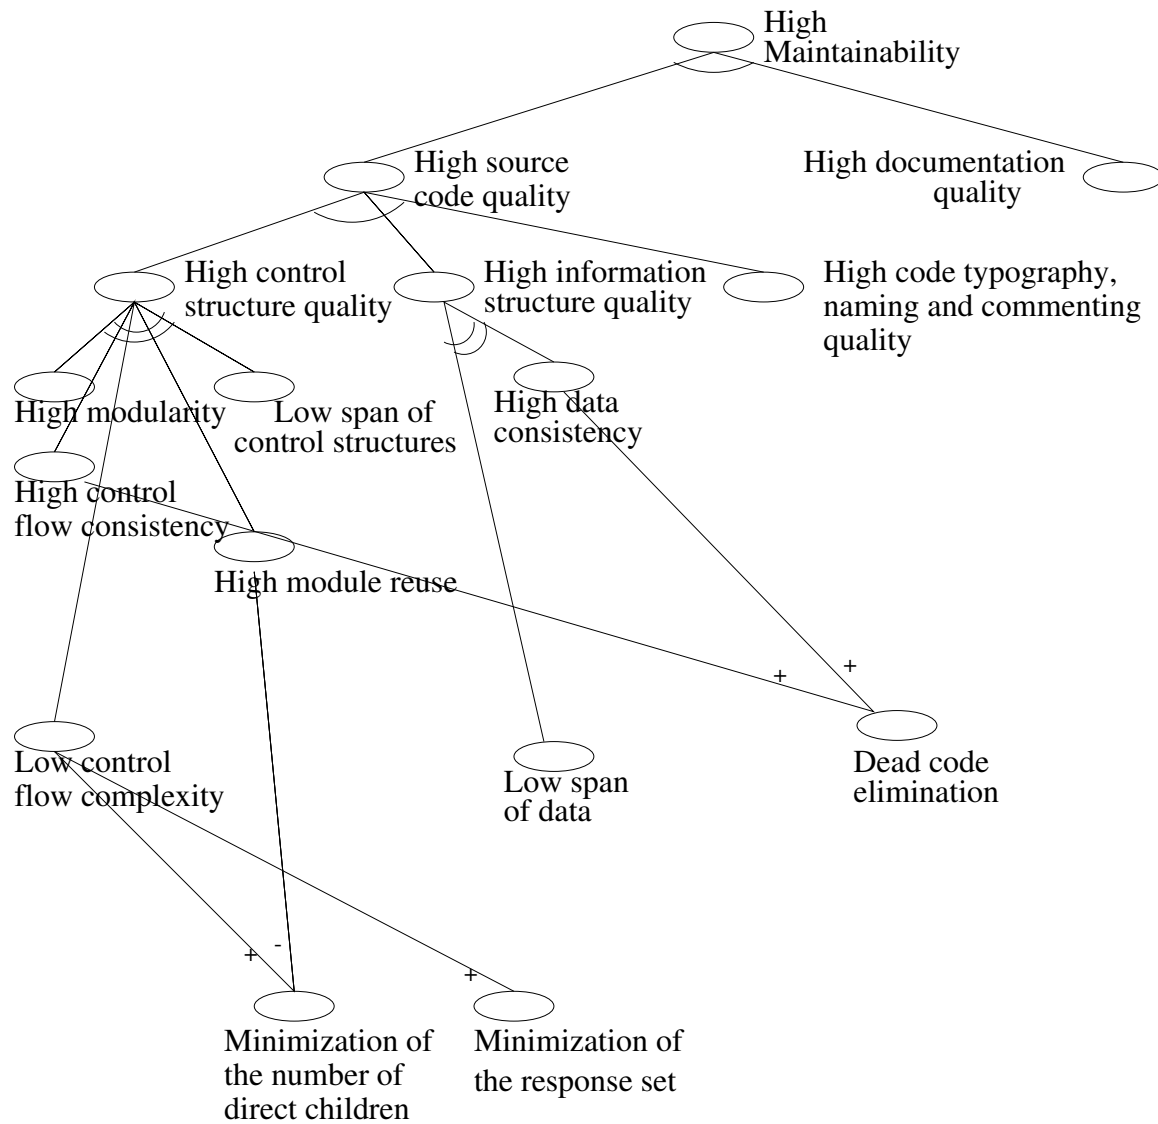 High
Maintainability
High source
code quality
High documentation
quality
High control
structure quality
High information
structure quality
High code typography,
naming and commenting
quality
High modularity
Low span of
control structures
High data
consistency
High control
flow consistency
High module reuse
+
+
Low control
flow complexity
Low span
of data
Dead code
elimination
+
-
+
Minimization of
the number of
direct children
Minimization of
the response set